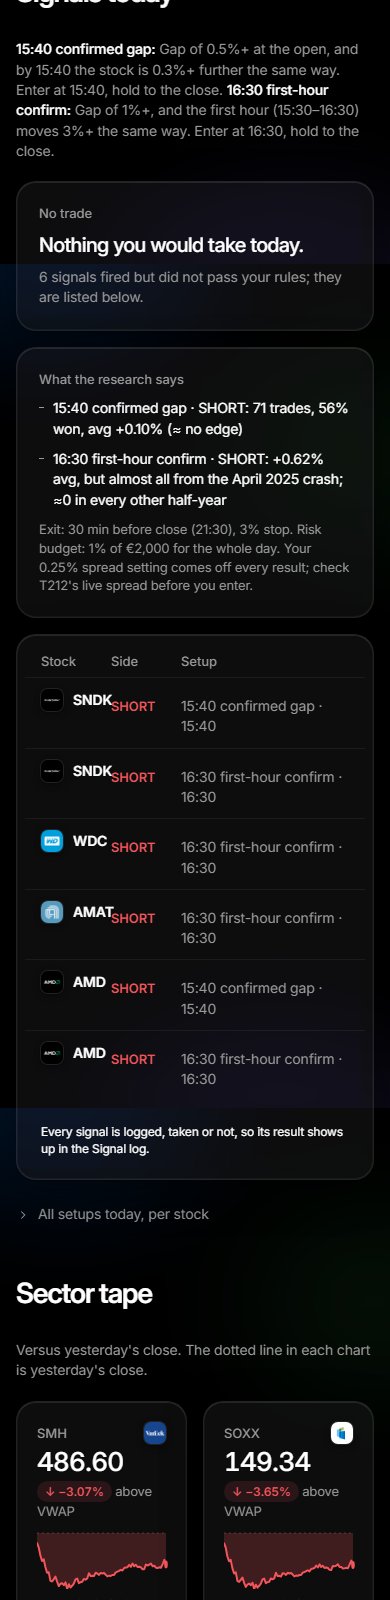 Signals today
15:40 confirmed gap: Gap of 0.5%+ at the open, and
by 15:40 the stock is 0.3%+ further the same way.
Enter at 15:40, hold to the close. 16:30 first-hour
confirm: Gap of 1%+, and the first hour (15:30–16:30)
moves 3%+ the same way. Enter at 16:30, hold to the
close.
No trade
Nothing you would take today.
6 signals fired but did not pass your rules; they
are listed below.
What the research says
- 15:40 confirmed gap · SHORT: 71 trades, 56%
won, avg +0.10% (≈ no edge)
- 16:30 first-hour confirm · SHORT: +0.62%
avg, but almost all from the April 2025 crash;
≈0 in every other half-year
Exit: 30 min before close (21:30), 3% stop. Risk
budget: 1% of €2,000 for the whole day. Your
0.25% spread setting comes off every result; check
T212's live spread before you enter.
Stock Side Setup
SNDK SHORT 15:40 confirmed gap ·
15:40
SNDK SHORT 16:30 first-hour confirm ·
16:30
WD WDC SHORT 16:30 first-hour confirm ·
16:30
AMAT SHORT 16:30 first-hour confirm ·
16:30
AMD AMD SHORT 15:40 confirmed gap ·
15:40
AMD AMD SHORT 16:30 first-hour confirm ·
16:30
Every signal is logged, taken or not, so its result shows
up in the Signal log.
> All setups today, per stock
Sector tape
Versus yesterday's close. The dotted line in each chart
is yesterday's close.
SMH VanEck
486.60
↓ −3.07% above
VWAP
SOXX
149.34
↓ −3.65% above
VWAP